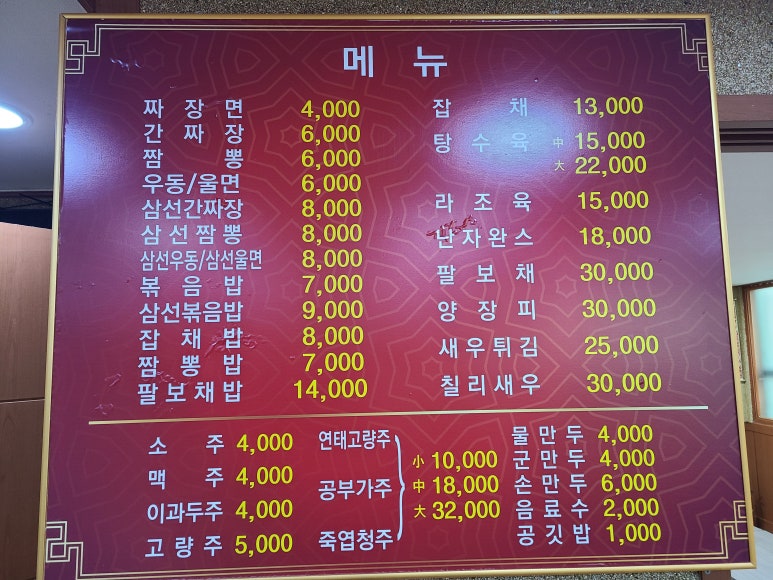 메 뉴
짜 장 면 4,000
간 짜 장 6,000
짬 뽕 6,000
우동/울면 6,000
삼선간짜장 8,000
삼 선 짬 뽕 8,000
삼선우동/삼선울면 8,000
볶 음 밥 7,000
삼선볶음밥 9,000
잡 채 밥 8,000
짬 뽕 밥 7,000
팔 보 채 밥 14,000
잡 채 13,000
탕 수 육 中 15,000
大 22,000
라 조 육 15,000
난 자 완 스 18,000
팔 보 채 30,000
양 장 피 30,000
새 우 튀 김 25,000
칠 리 새 우 30,000
소 주 4,000
맥 주 4,000
이과두주 4,000
고 량 주 5,000
연태고량주
공부가주
죽엽청주
小 10,000
中 18,000
大 32,000
물 만 두 4,000
군 만 두 4,000
손 만 두 6,000
음 료 수 2,000
공 깃 밥 1,000